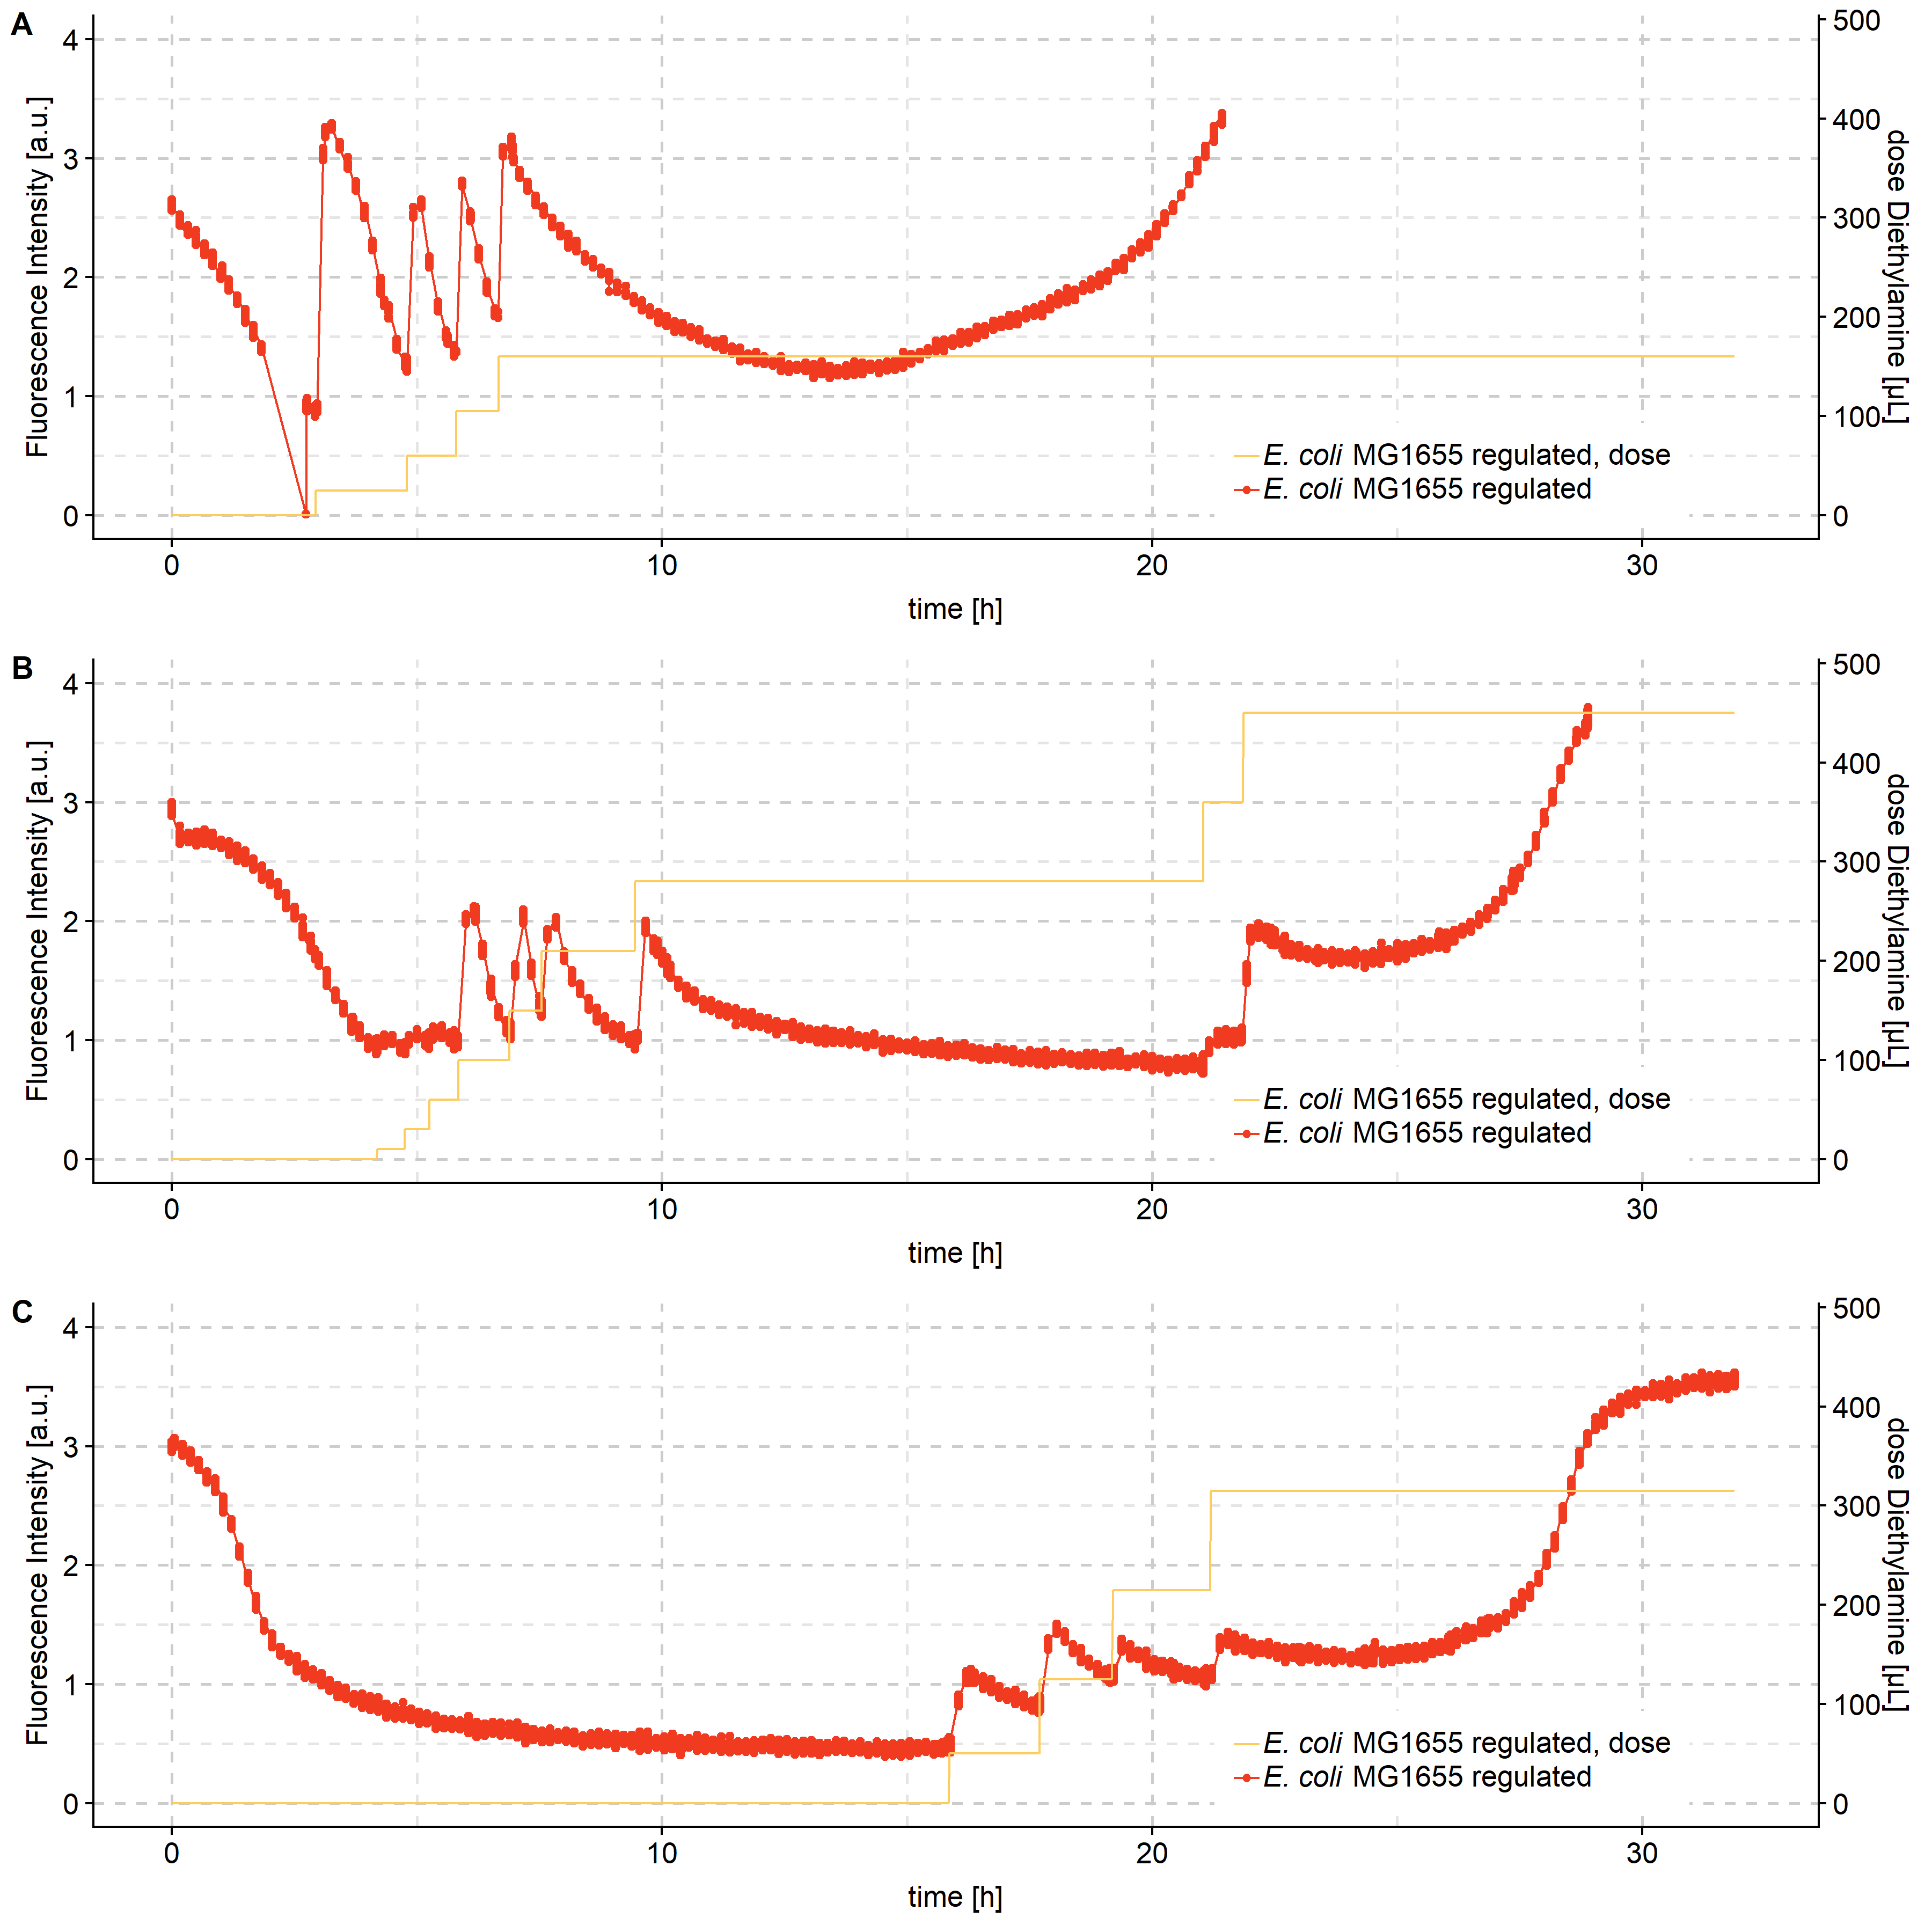 A
Fluorescence Intensity [a.u.]
4
3
2
1
0
500
400
300
200
100
0
dose Diethylamine [µL]
E. coli MG1655 regulated, dose
E. coli MG1655 regulated
0 10 20 30
time [h]
B
Fluorescence Intensity [a.u.]
4
3
2
1
0
500
400
300
200
100
0
dose Diethylamine [µL]
E. coli MG1655 regulated, dose
E. coli MG1655 regulated
0 10 20 30
time [h]
C
Fluorescence Intensity [a.u.]
4
3
2
1
0
500
400
300
200
100
0
dose Diethylamine [µL]
E. coli MG1655 regulated, dose
E. coli MG1655 regulated
0 10 20 30
time [h]